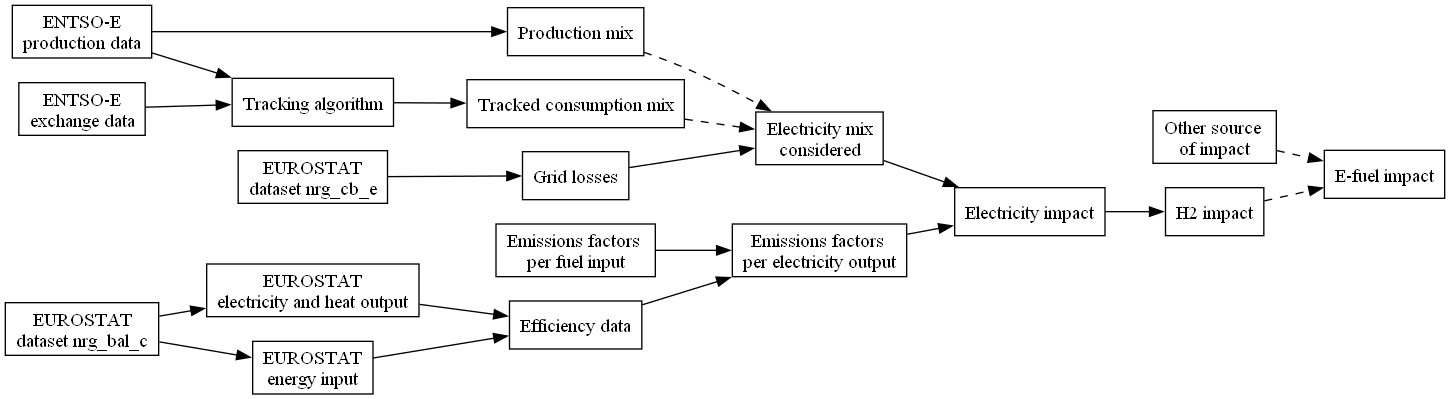 ENTSO-E
production data
Production mix
ENTSO-E
exchange data
Tracking algorithm
Tracked consumption mix
Electricity mix
considered
Other source
of impact
EUROSTAT
dataset nrg_cb_e
Grid losses
E-fuel impact
Electricity impact
H2 impact
Emissions factors
per fuel input
Emissions factors
per electricity output
EUROSTAT
electricity and heat output
EUROSTAT
dataset nrg_bal_c
Efficiency data
EUROSTAT
energy input